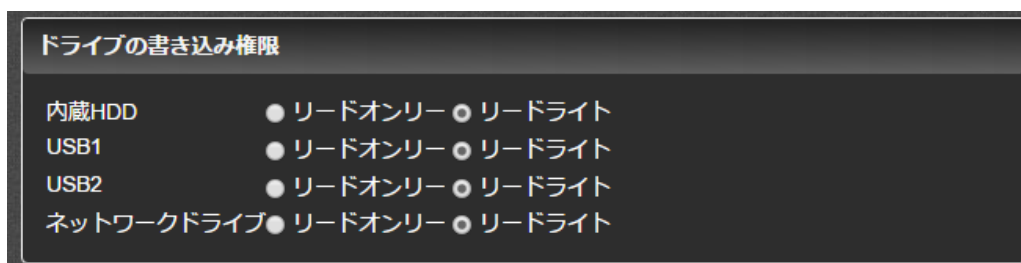 ドライブの書き込み権限
内蔵HDD リードオンリー リードライト
USB1 リードオンリー リードライト
USB2 リードオンリー リードライト
ネットワークドライブ リードオンリー リードライト